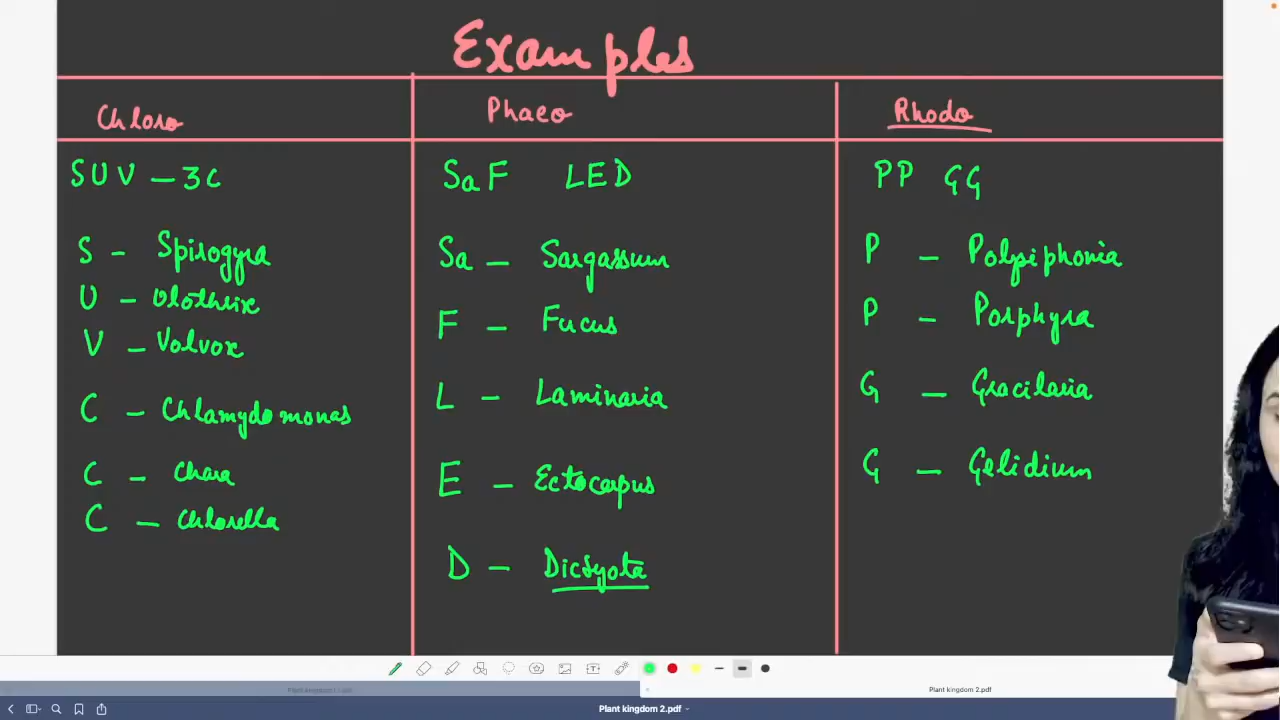 Examples
Chloro
Phaeo
Rhodo
SUV - 3C
S - Spirogyra
U - Ulothrix
V - Volvox
C - Chlamydomonas
C - Chara
C - Chlorella
SaF LED
Sa - Sargassum
F - Fucus
L - Laminaria
E - Ectocarpus
D - Dictyota
PP GG
P - Polysiphonia
P - Porphyra
G - Gracilaria
G - Gelidium
Plant kingdom 2.pdf
Plant kingdom 2.pdf